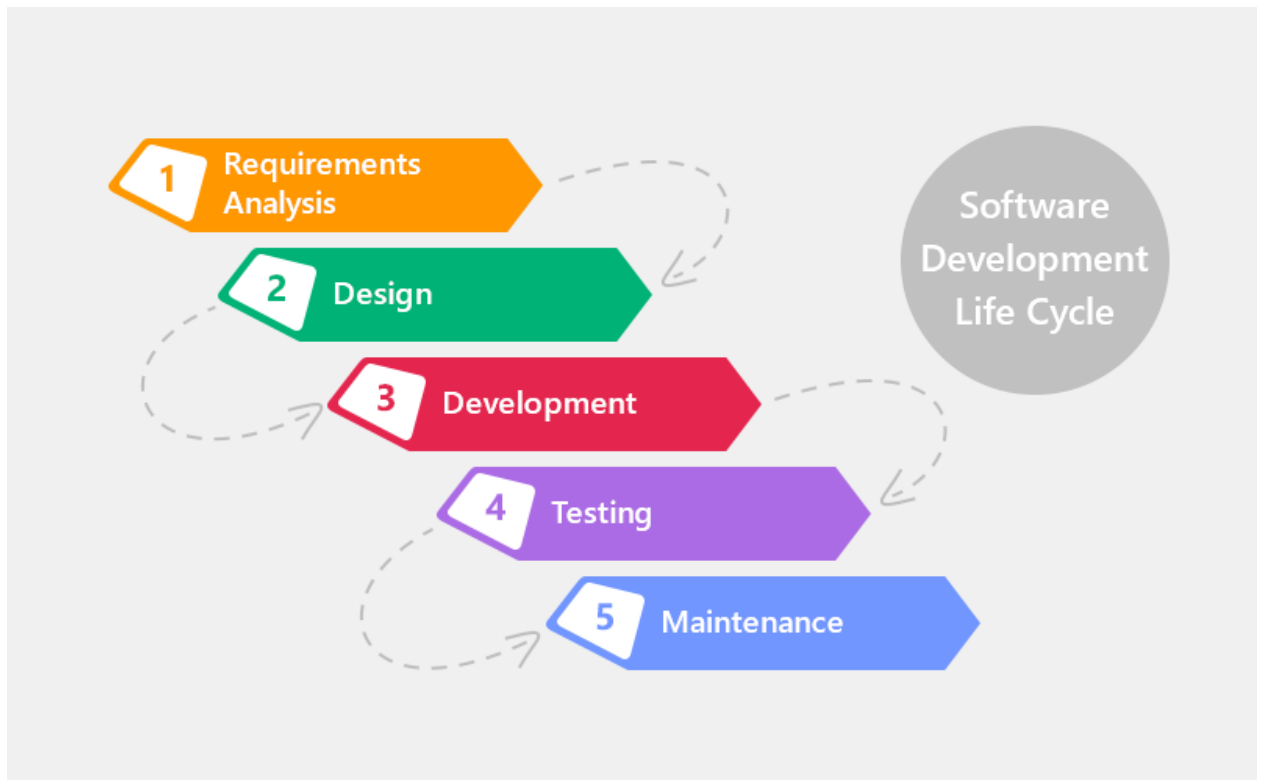 1
Requirements
Analysis
2
Design
3
Development
4
Testing
5
Maintenance
Software
Development
Life Cycle